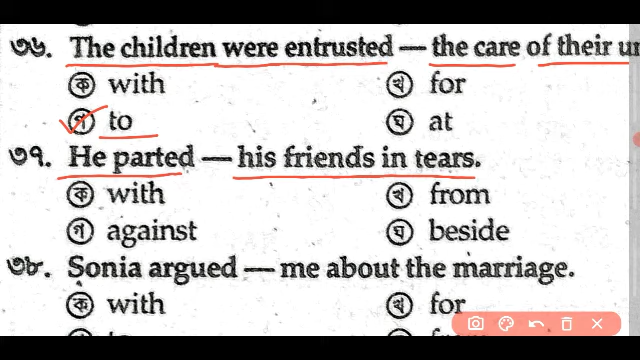 ৩৬. The children were entrusted — the care of their
ক with
খ for
গ to
ঘ at
৩৭. He parted — his friends in tears.
ক with
খ from
গ against
ঘ beside
৩৮. Sonia argued — me about the marriage.
ক with
খ for